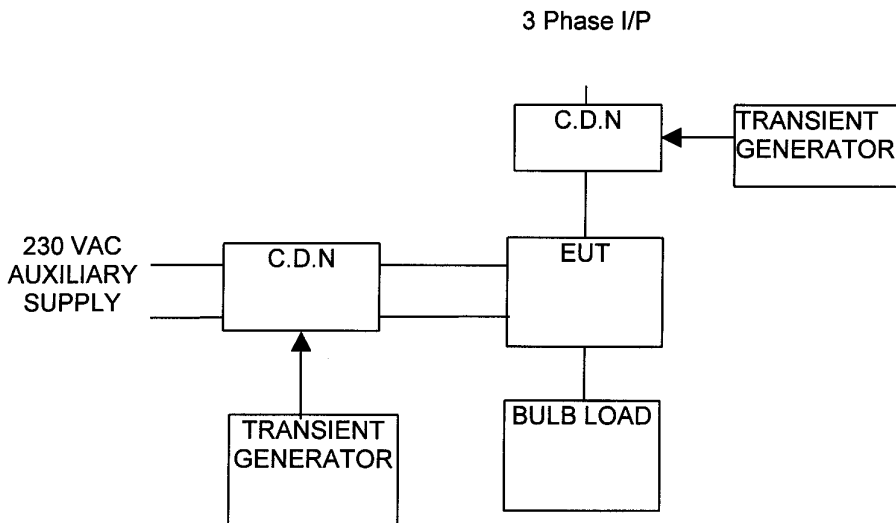 3 Phase I/P
C.D.N
TRANSIENT
GENERATOR
230 VAC
AUXILIARY
SUPPLY
C.D.N
EUT
TRANSIENT
GENERATOR
BULB LOAD